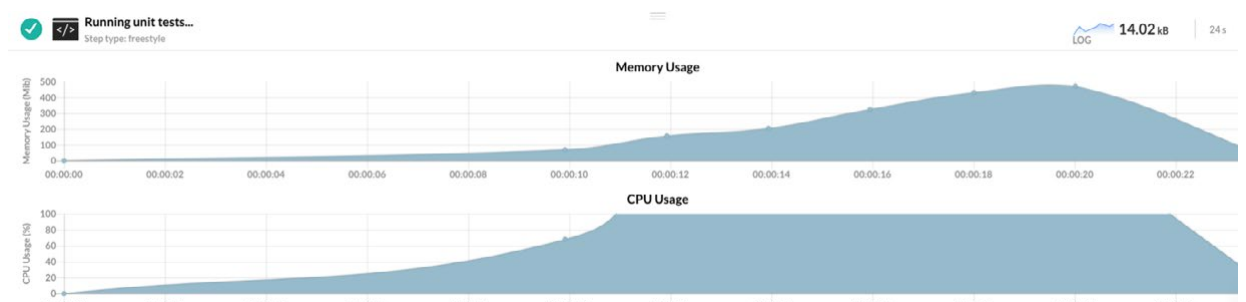 </> Running unit tests...
Step type: freestyle
LOG 14.02 kB 24 s
Memory Usage
Memory Usage (Mib)
500
400
300
200
100
0
00:00:00 00:00:02 00:00:04 00:00:06 00:00:08 00:00:10 00:00:12 00:00:14 00:00:16 00:00:18 00:00:20 00:00:22
CPU Usage
CPU Usage (%)
100
80
60
40
20
0